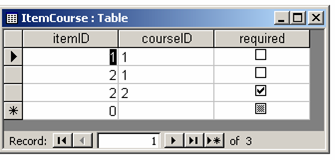 ItemCourse : Table
itemID courseID required
1 1
2 1
2 2
* 0
Record: 1 of 3